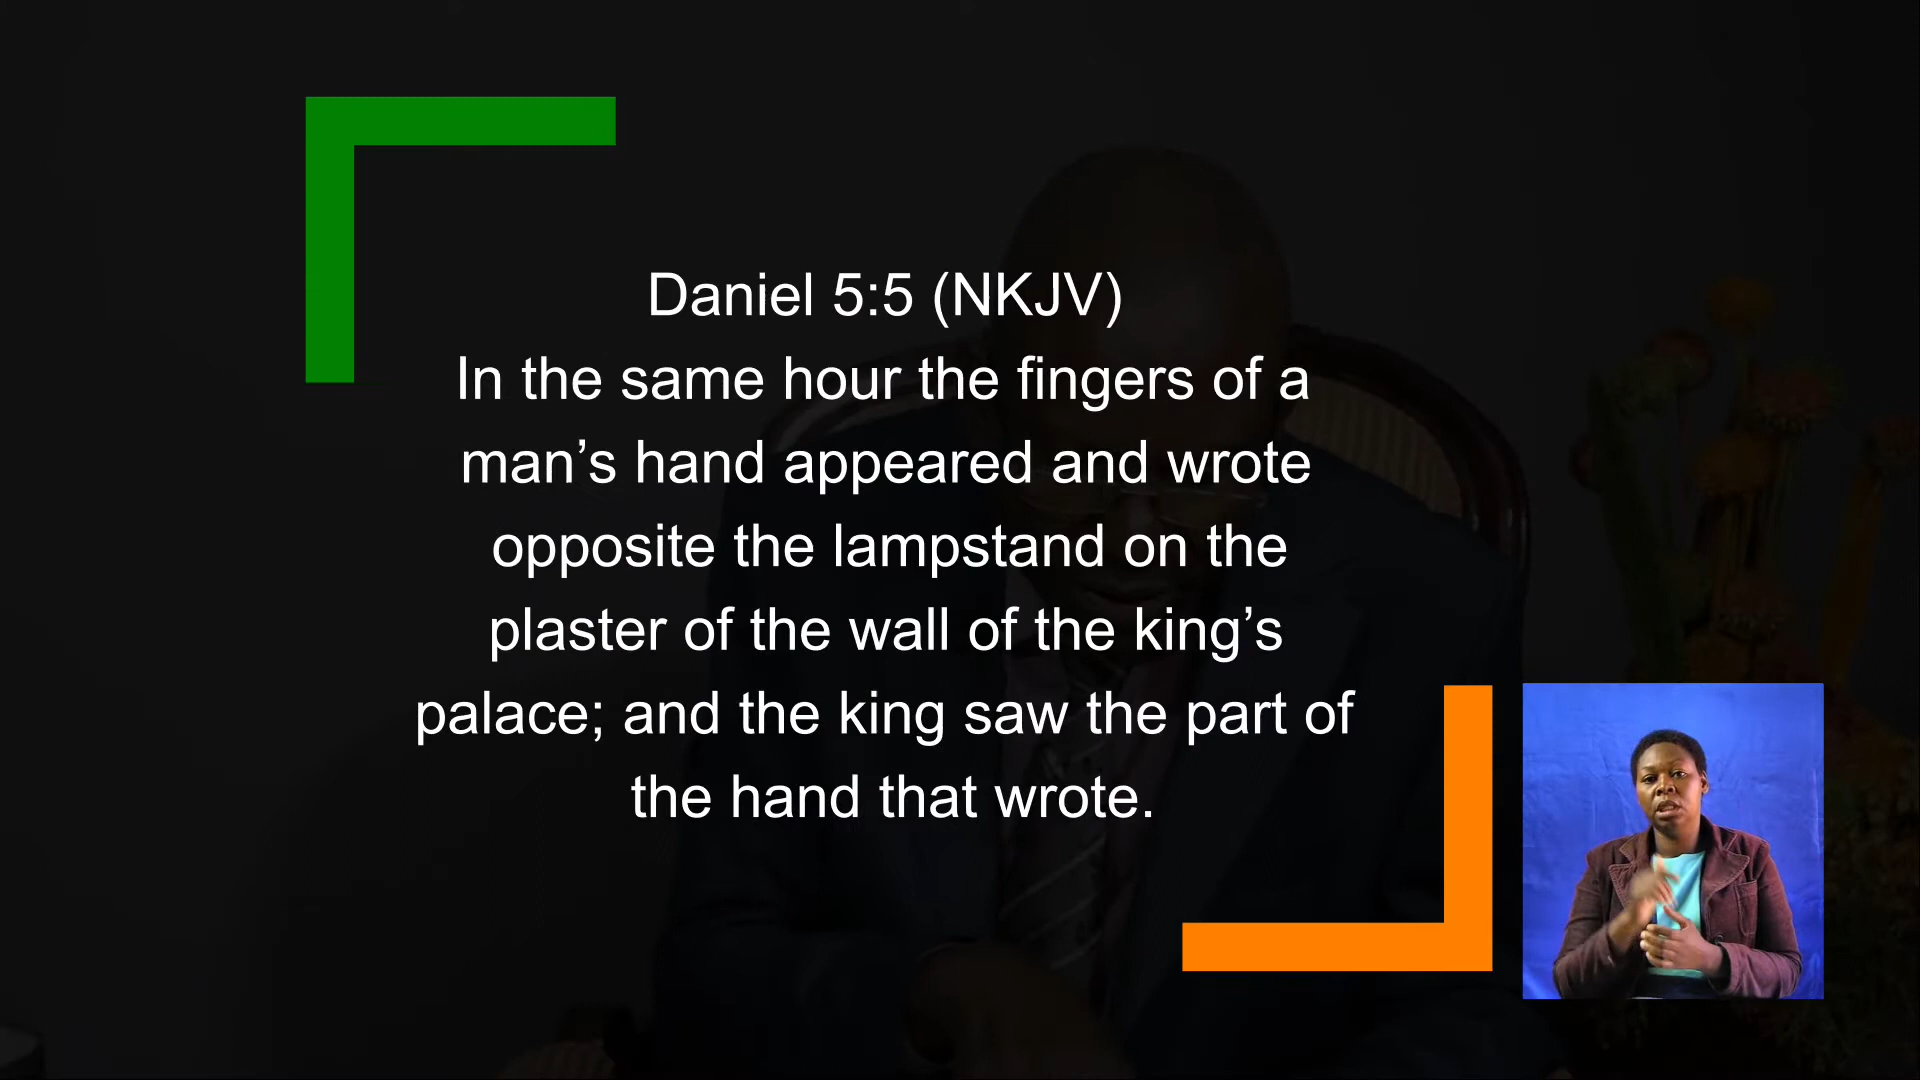 Daniel 5:5 (NKJV)
In the same hour the fingers of a
man’s hand appeared and wrote
opposite the lampstand on the
plaster of the wall of the king’s
palace; and the king saw the part of
the hand that wrote.